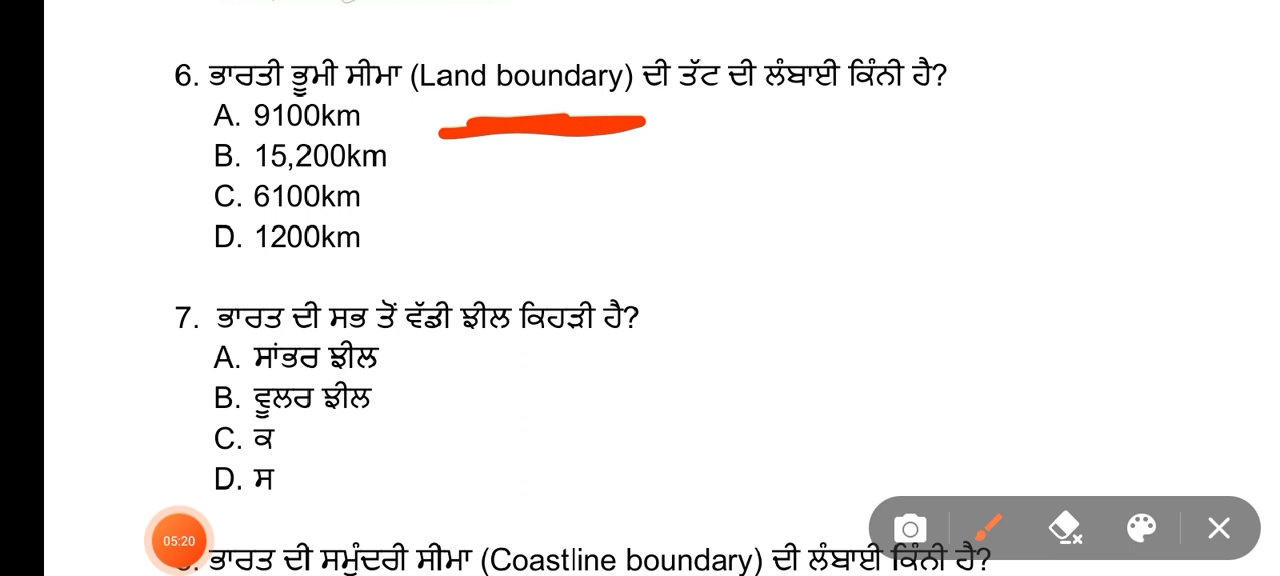 6. ਭਾਰਤੀ ਭੂਮੀ ਸੀਮਾ (Land boundary) ਦੀ ਤੱਟ ਦੀ ਲੰਬਾਈ ਕਿੰਨੀ ਹੈ?
A. 9100km
B. 15,200km
C. 6100km
D. 1200km
7. ਭਾਰਤ ਦੀ ਸਭ ਤੋਂ ਵੱਡੀ ਝੀਲ ਕਿਹੜੀ ਹੈ?
A. ਸਾਂਭਰ ਝੀਲ
B. ਵੂਲਰ ਝੀਲ
C. ਕ
D. ਸ
05:20
ਭਾਰਤ ਦੀ ਸਮੁੰਦਰੀ ਸੀਮਾ (Coastline boundary) ਦੀ ਲੰਬਾਈ ਕਿੰਨੀ ਹੈ?